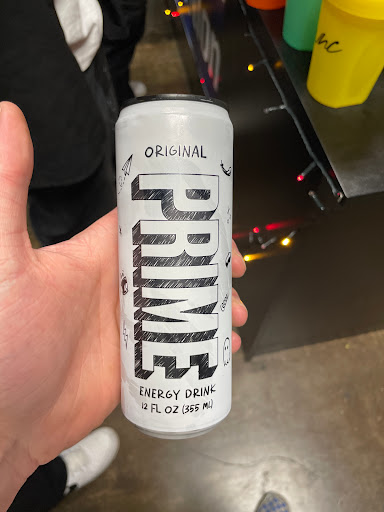 ORIGINAL
PRIME
ENERGY DRINK
12 FL OZ (355 ML)